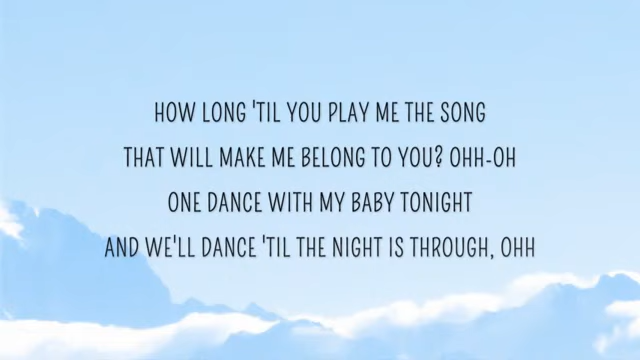 HOW LONG 'TIL YOU PLAY ME THE SONG
THAT WILL MAKE ME BELONG TO YOU? OHH-OH
ONE DANCE WITH MY BABY TONIGHT
AND WE'LL DANCE 'TIL THE NIGHT IS THROUGH, OHH